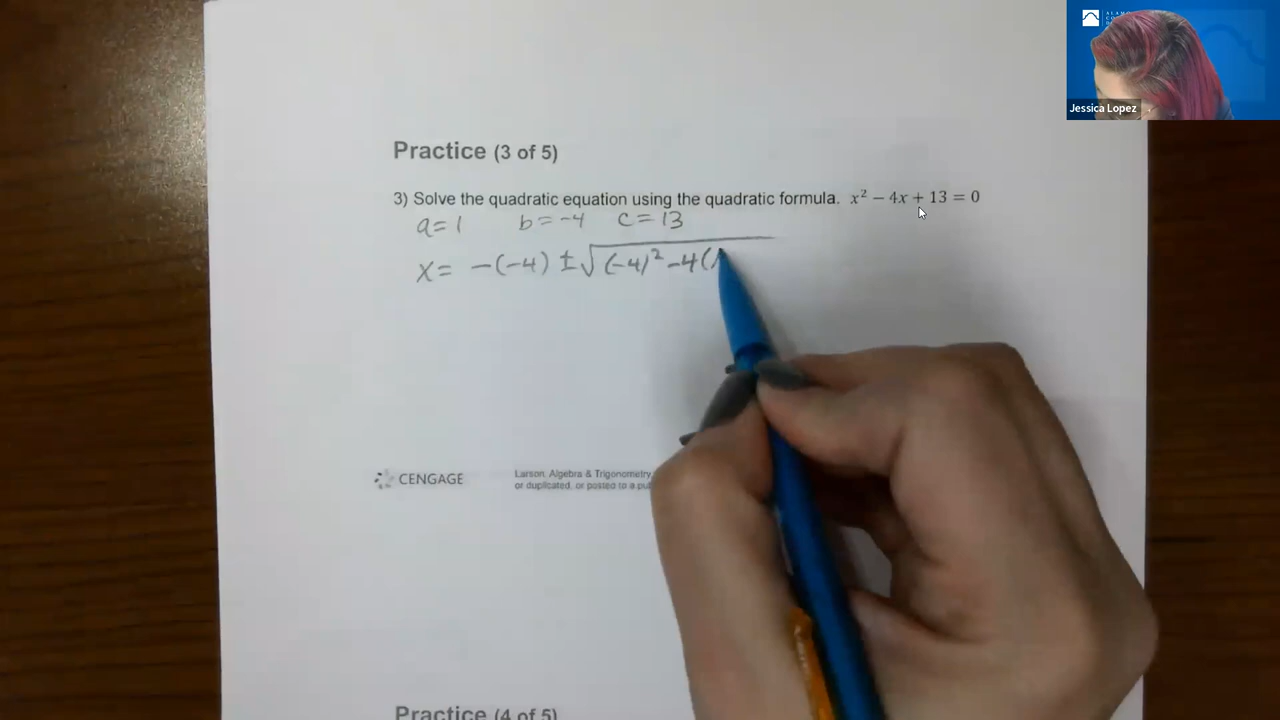 Jessica Lopez
Practice (3 of 5)
3) Solve the quadratic equation using the quadratic formula. x² − 4x + 13 = 0
a = 1 b = -4 c = 13
x = -(-4) ± √(-4)² -4(
CENGAGE
Larson, Algebra & Trigonometry
or duplicated, or posted to a
Practice (4 of 5)